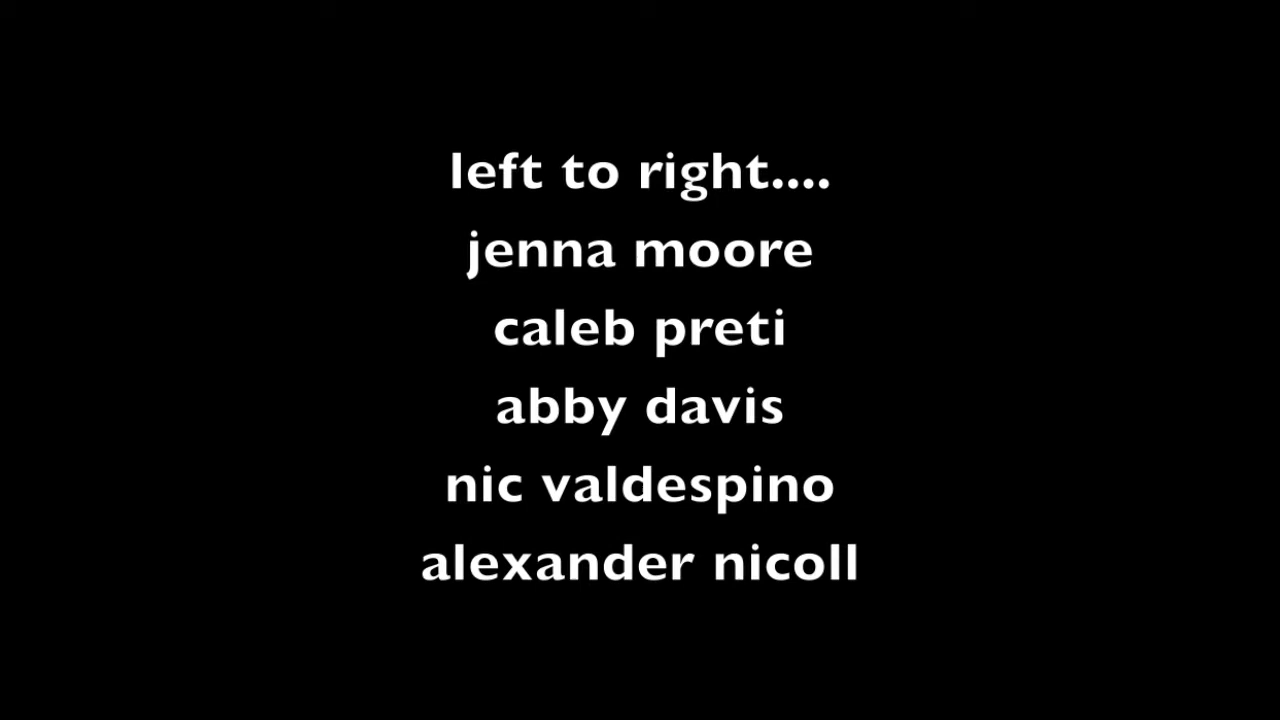 left to right....
jenna moore
caleb preti
abby davis
nic valdespino
alexander nicoll